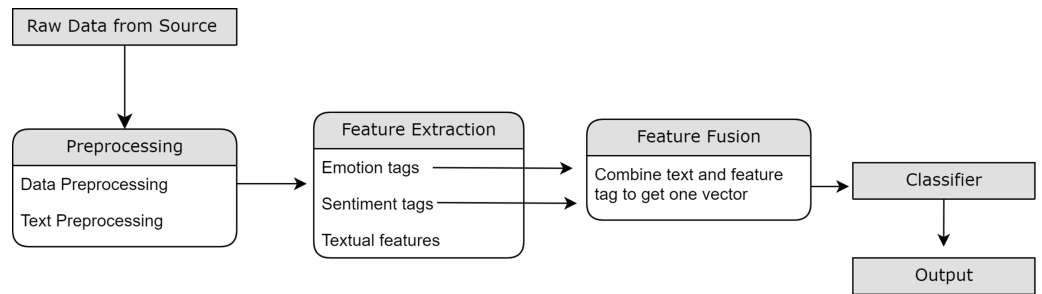 Raw Data from Source
Preprocessing
Data Preprocessing
Text Preprocessing
Feature Extraction
Emotion tags
Sentiment tags
Textual features
Feature Fusion
Combine text and feature
tag to get one vector
Classifier
Output